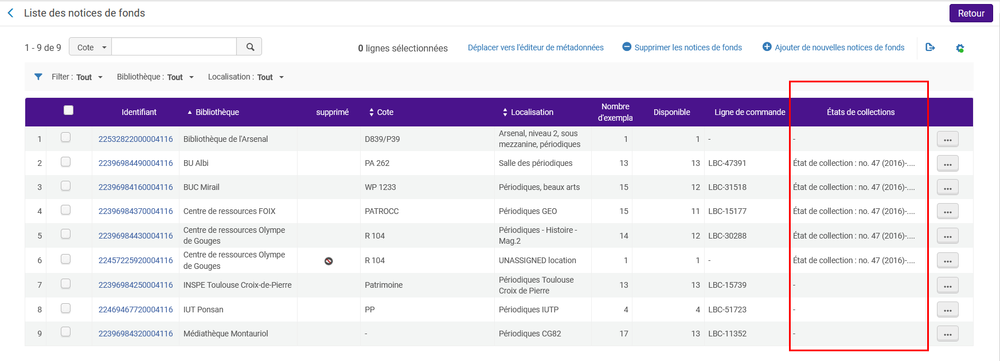 Liste des notices de fonds
Retour
1 - 9 de 9
Cote
0 lignes sélectionnées
Déplacer vers l'éditeur de métadonnées
Supprimer les notices de fonds
Ajouter de nouvelles notices de fonds
Filter : Tout
Bibliothèque : Tout
Localisation : Tout
Identifiant Bibliothèque supprimé Cote Localisation Nombre d'exempla Disponible Ligne de commande États de collections
1 22532822000004116 Bibliothèque de l'Arsenal D839/P39 Arsenal, niveau 2, sous mezzanine, périodiques 1 1 - - ...
2 22396984490004116 BU Albi PA 262 Salle des périodiques 13 13 LBC-47391 État de collection : no. 47 (2016)-.... ...
3 22396984160004116 BUC Mirail WP 1233 Périodiques, beaux arts 15 12 LBC-31518 État de collection : no. 47 (2016)-.... ...
4 22396984370004116 Centre de ressources FOIX PATROCC Périodiques GEO 15 11 LBC-15177 État de collection : no. 47 (2016)-.... ...
5 22396984430004116 Centre de ressources Olympe de Gouges R 104 Périodiques - Histoire - Mag.2 14 12 LBC-30288 État de collection : no. 47 (2016)-.... ...
6 22457225920004116 Centre de ressources Olympe de Gouges R 104 UNASSIGNED location 1 1 - État de collection : no. 47 (2016)-.... ...
7 22396984250004116 INSPE Toulouse Croix-de-Pierre Patrimoine Périodiques Toulouse Croix de Pierre 13 13 LBC-15739 - ...
8 22469467720004116 IUT Ponsan PP Périodiques IUTP 4 4 LBC-51723 - ...
9 22396984320004116 Médiathèque Montauriol - Périodiques CG82 17 13 LBC-11352 - ...